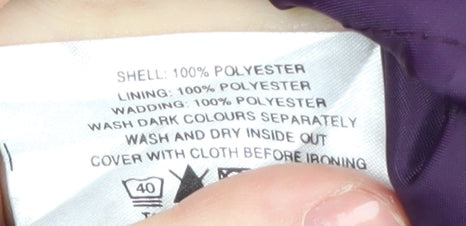 SHELL: 100% POLYESTER
LINING: 100% POLYESTER
WADDING: 100% POLYESTER
WASH DARK COLOURS SEPARATELY
WASH AND DRY INSIDE OUT
COVER WITH CLOTH BEFORE IRONING
40